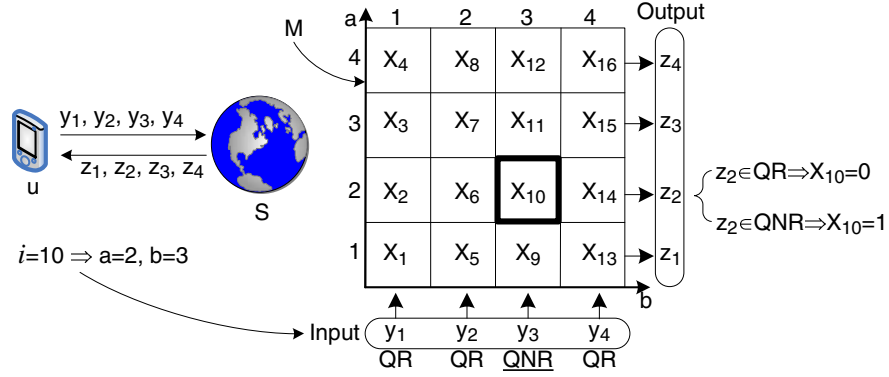 a 1 2 3 4 Output
M
4 X₄ X₈ X₁₂ X₁₆ z₄
y₁, y₂, y₃, y₄
3 X₃ X₇ X₁₁ X₁₅ z₃
z₁, z₂, z₃, z₄
u
S
2 X₂ X₆ X₁₀ X₁₄ z₂
z₂∈QR⇒X₁₀=0
z₂∈QNR⇒X₁₀=1
i=10 ⇒ a=2, b=3
1 X₁ X₅ X₉ X₁₃ z₁
b
Input y₁ y₂ y₃ y₄
QR QR QNR QR